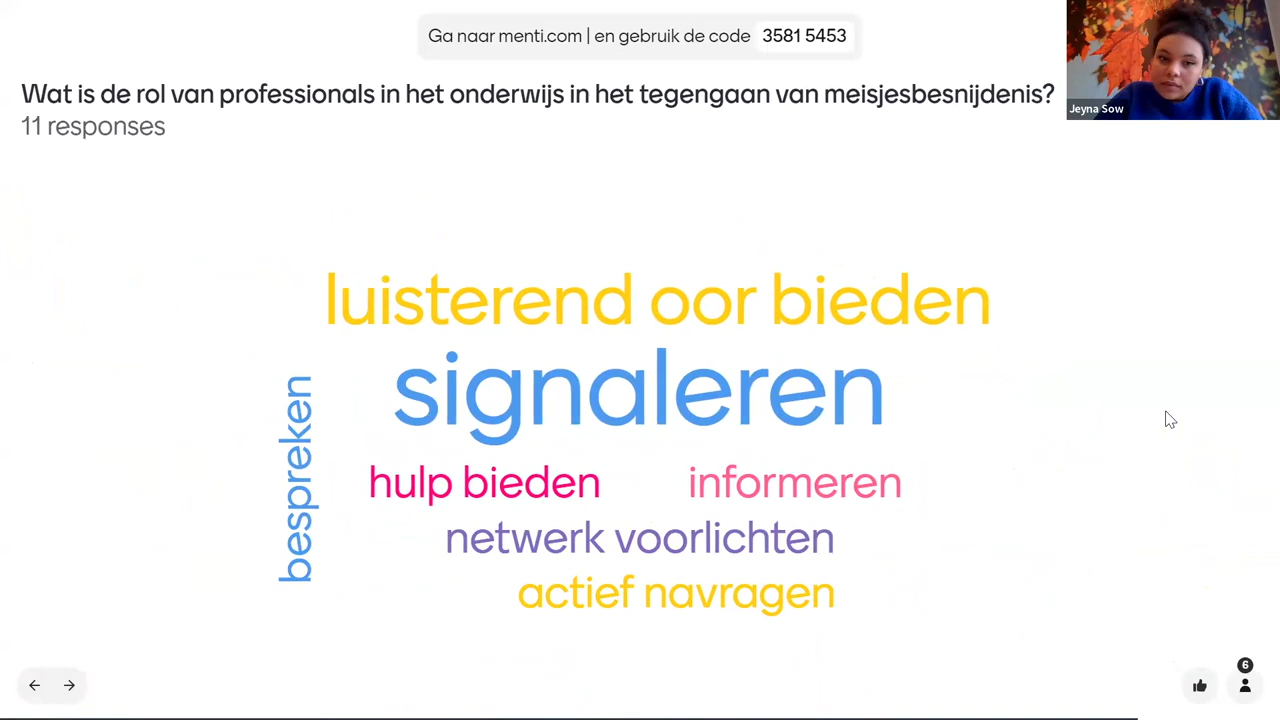 Ga naar menti.com | en gebruik de code 3581 5453
Wat is de rol van professionals in het onderwijs in het tegengaan van meisjesbesnijdenis?
11 responses
Jeyna Sow
luisterend oor bieden
signaleren
bespreken
hulp bieden
informeren
netwerk voorlichten
actief navragen
6